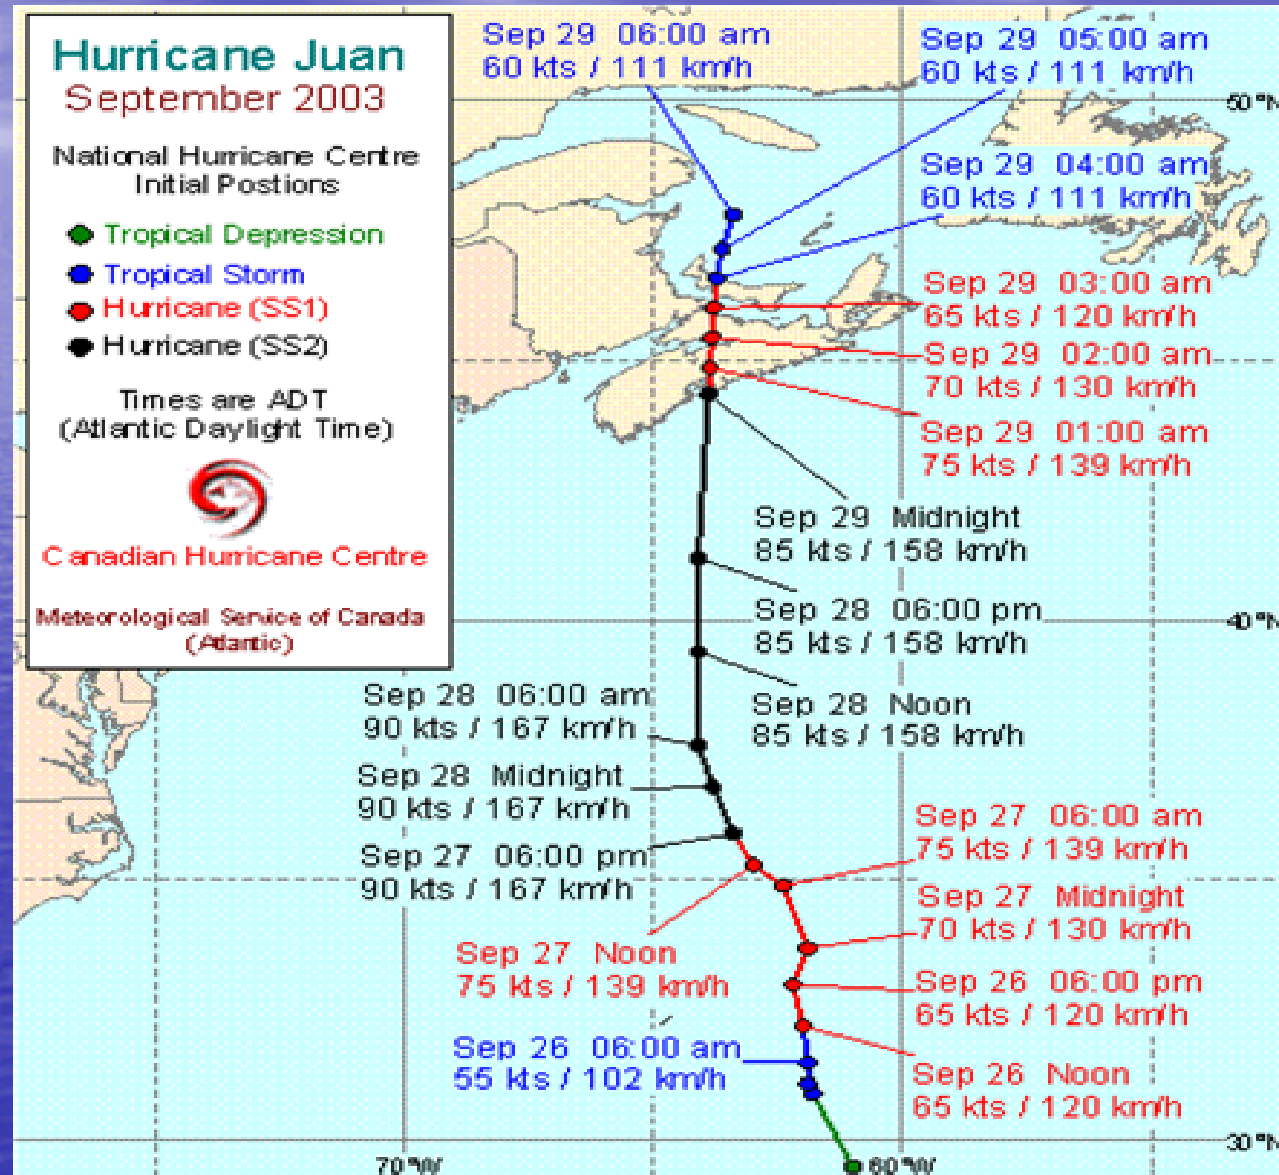 Hurricane Juan
September 2003
National Hurricane Centre
Initial Postions
Tropical Depression
Tropical Storm
Hurricane (SS1)
Hurricane (SS2)
Times are ADT
(Atlantic Daylight Time)
Canadian Hurricane Centre
Meteorological Service of Canada
(Atlantic)
Sep 29 06:00 am
60 kts / 111 km/h
Sep 29 05:00 am
60 kts / 111 km/h
50°N
Sep 29 04:00 am
60 kts / 111 km/h
Sep 29 03:00 am
65 kts / 120 km/h
Sep 29 02:00 am
70 kts / 130 km/h
Sep 29 01:00 am
75 kts / 139 km/h
Sep 29 Midnight
85 kts / 158 km/h
Sep 28 06:00 pm
85 kts / 158 km/h
40°N
Sep 28 Noon
85 kts / 158 km/h
Sep 28 06:00 am
90 kts / 167 km/h
Sep 28 Midnight
90 kts / 167 km/h
Sep 27 06:00 pm
90 kts / 167 km/h
Sep 27 06:00 am
75 kts / 139 km/h
Sep 27 Midnight
70 kts / 130 km/h
Sep 27 Noon
75 kts / 139 km/h
Sep 26 06:00 pm
65 kts / 120 km/h
Sep 26 06:00 am
55 kts / 102 km/h
Sep 26 Noon
65 kts / 120 km/h
30°N
70°W
60°W